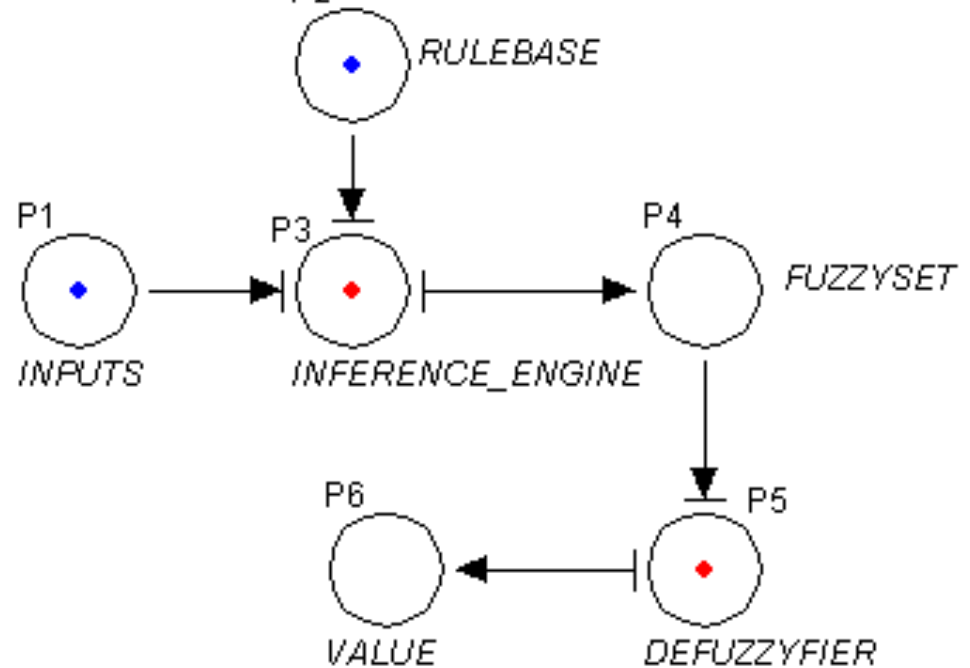 RULEBASE
P1
P3
P4
FUZZYSET
INPUTS
INFERENCE_ENGINE
P6
P5
VALUE
DEFUZZYFIER